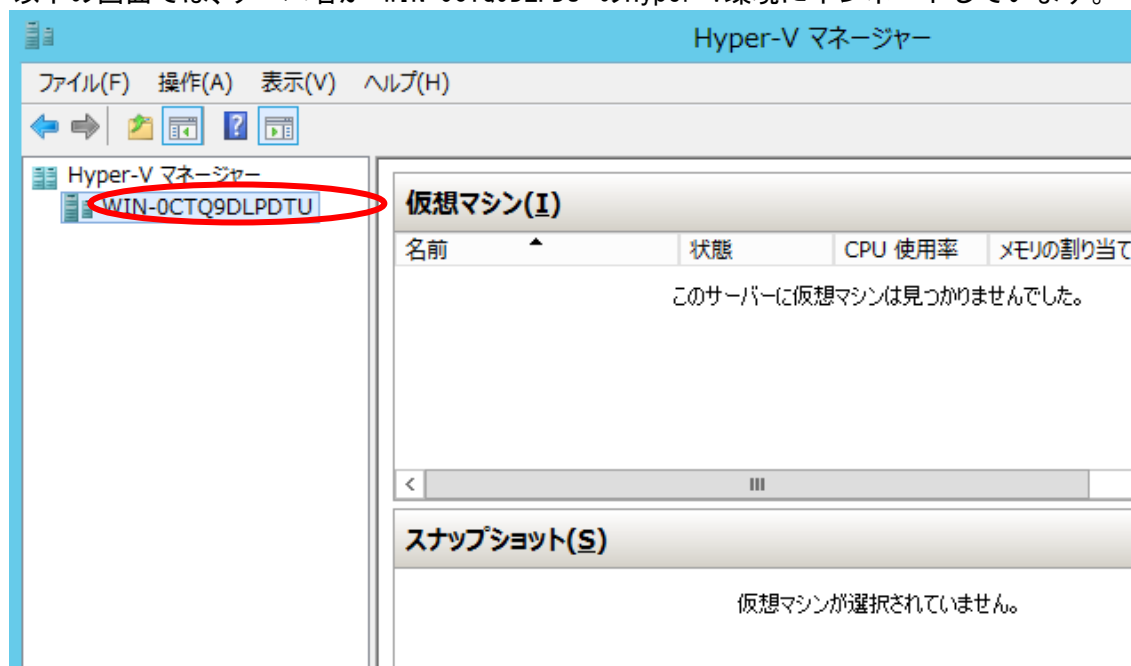 Hyper-V マネージャー
ファイル(F) 操作(A) 表示(V) ヘルプ(H)
Hyper-V マネージャー
WIN-0CTQ9DLPDTU
仮想マシン(I)
名前 状態 CPU 使用率 メモリの割り当て
このサーバーに仮想マシンは見つかりませんでした。
スナップショット(S)
仮想マシンが選択されていません。